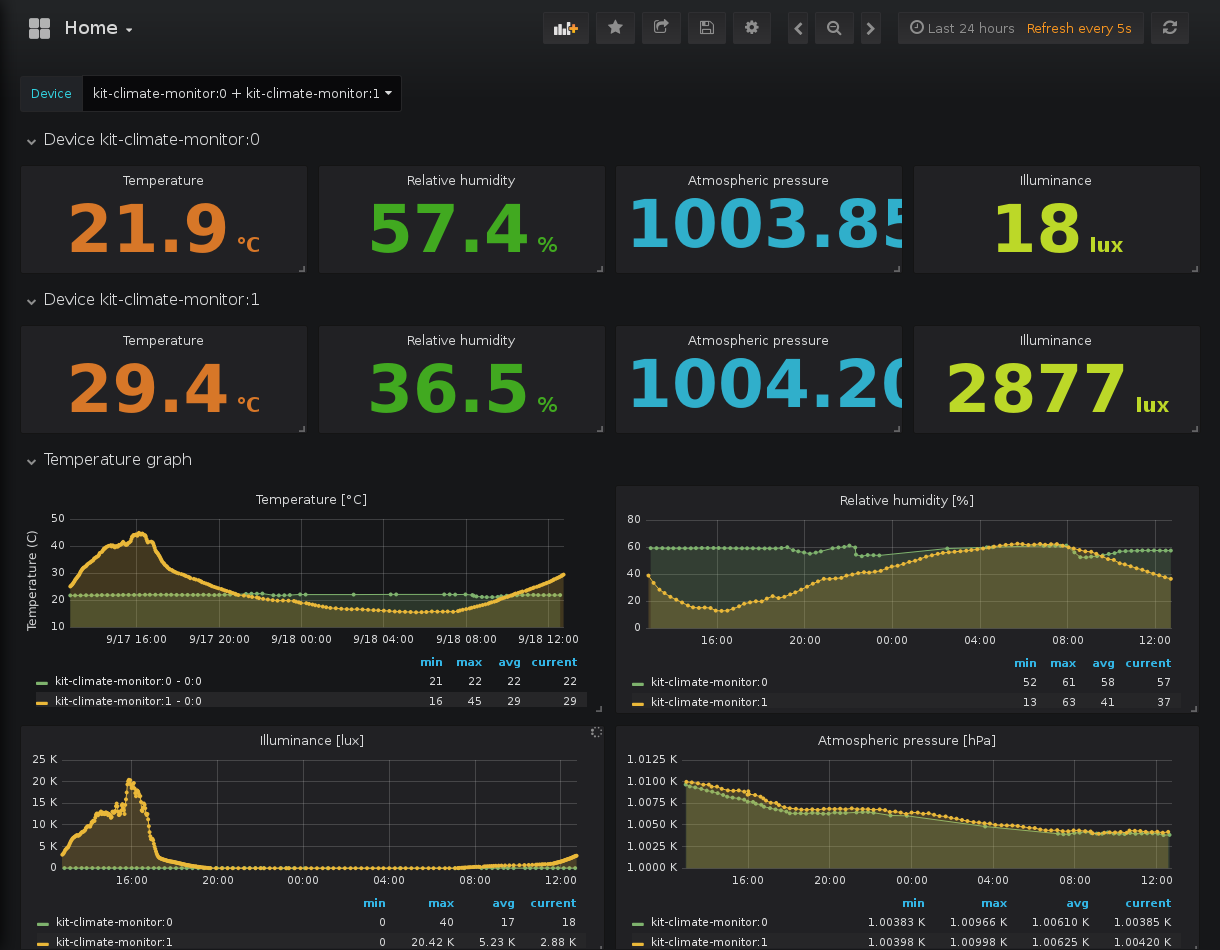 Home
Last 24 hours Refresh every 5s
Device kit-climate-monitor:0 + kit-climate-monitor:1
Device kit-climate-monitor:0
Temperature Relative humidity Atmospheric pressure Illuminance
21.9 °C 57.4 % 1003.85 18 lux
Device kit-climate-monitor:1
Temperature Relative humidity Atmospheric pressure Illuminance
29.4 °C 36.5 % 1004.20 2877 lux
Temperature graph
Temperature [°C]
Temperature (C)
50
40
30
20
10
9/17 16:00 9/17 20:00 9/18 00:00 9/18 04:00 9/18 08:00 9/18 12:00
min max avg current
kit-climate-monitor:0 - 0:0 21 22 22 22
kit-climate-monitor:1 - 0:0 16 45 29 29
Relative humidity [%]
80
60
40
20
0
16:00 20:00 00:00 04:00 08:00 12:00
min max avg current
kit-climate-monitor:0 52 61 58 57
kit-climate-monitor:1 13 63 41 37
Illuminance [lux]
25 K
20 K
15 K
10 K
5 K
0
16:00 20:00 00:00 04:00 08:00 12:00
min max avg current
kit-climate-monitor:0 0 40 17 18
kit-climate-monitor:1 0 20.42 K 5.23 K 2.88 K
Atmospheric pressure [hPa]
1.0125 K
1.0100 K
1.0075 K
1.0050 K
1.0025 K
1.0000 K
16:00 20:00 00:00 04:00 08:00 12:00
min max avg current
kit-climate-monitor:0 1.00383 K 1.00966 K 1.00610 K 1.00385 K
kit-climate-monitor:1 1.00398 K 1.00998 K 1.00625 K 1.00420 K